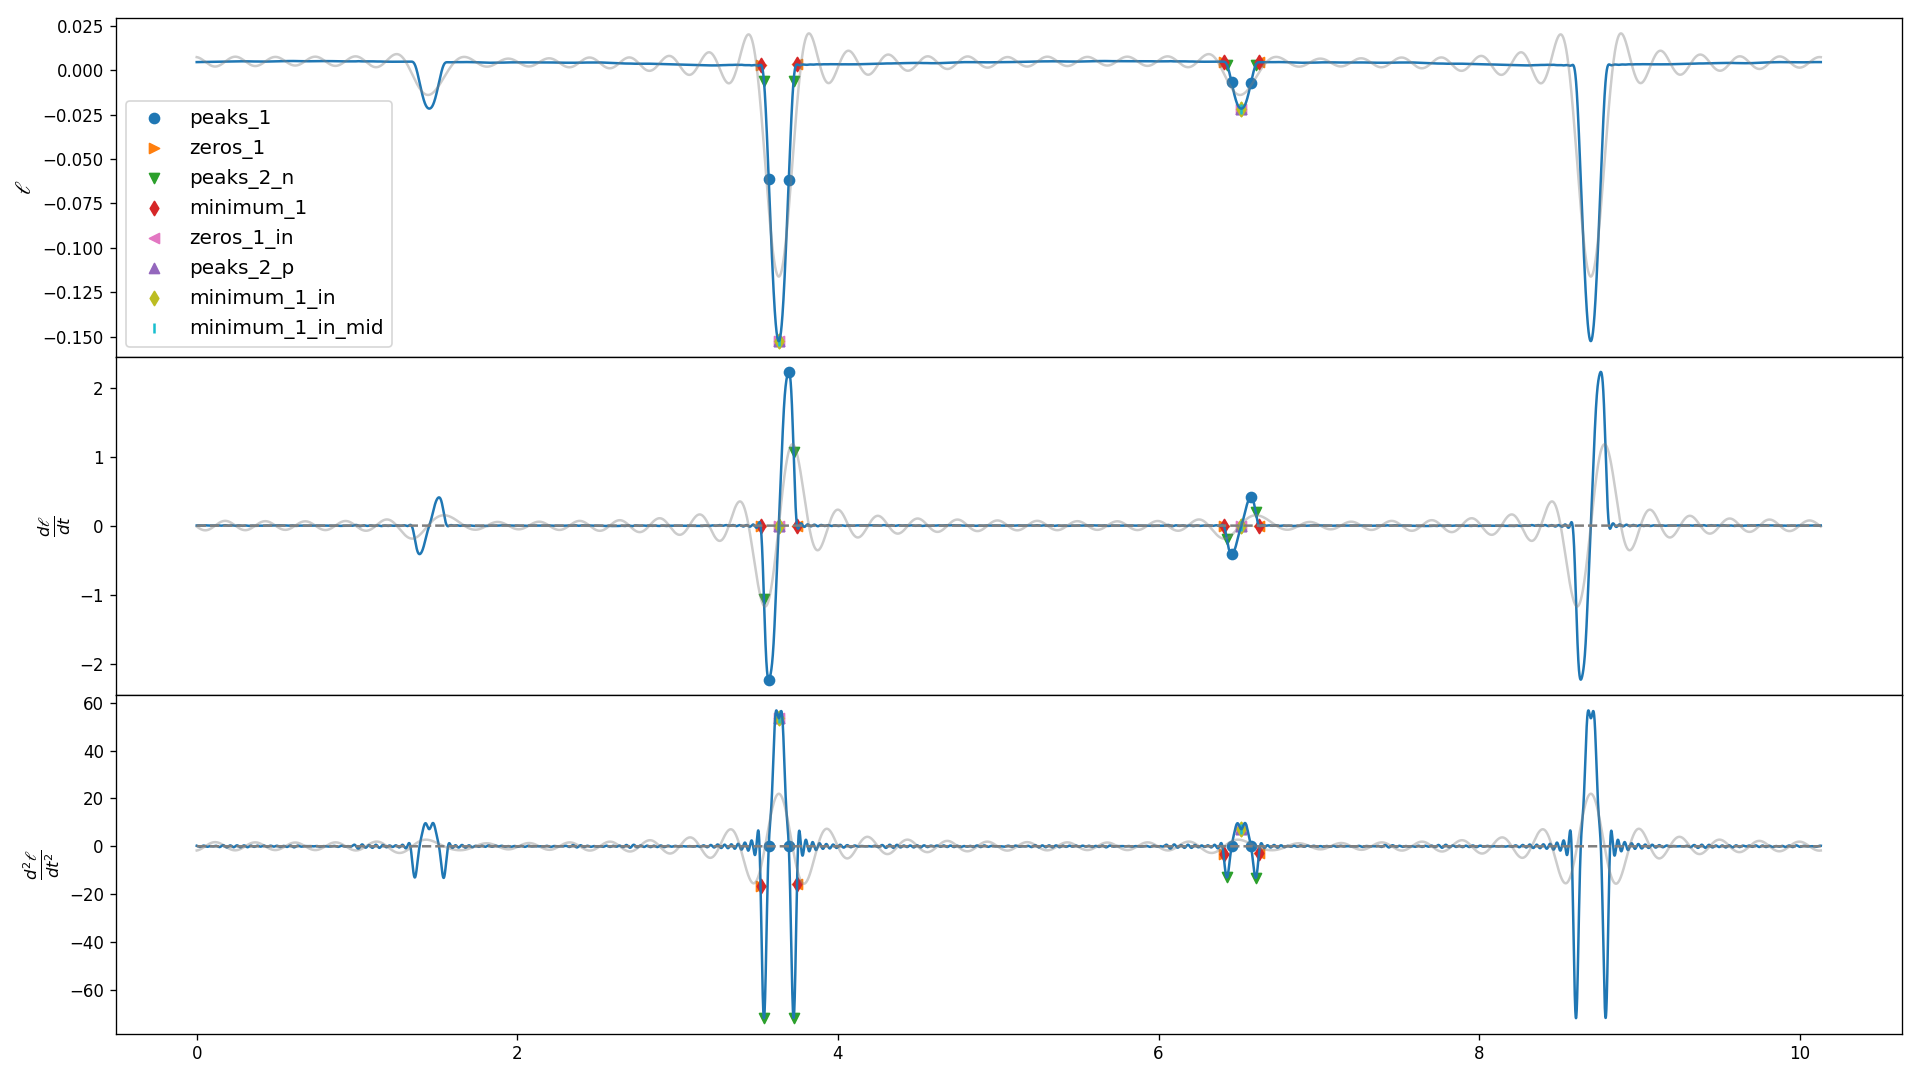 0.025
0.000
−0.025
−0.050
−0.075
−0.100
−0.125
−0.150
ℓ
peaks_1
zeros_1
peaks_2_n
minimum_1
zeros_1_in
peaks_2_p
minimum_1_in
minimum_1_in_mid
2
1
0
−1
−2
dℓ
dt
60
40
20
0
−20
−40
−60
d²ℓ
dt²
0 2 4 6 8 10